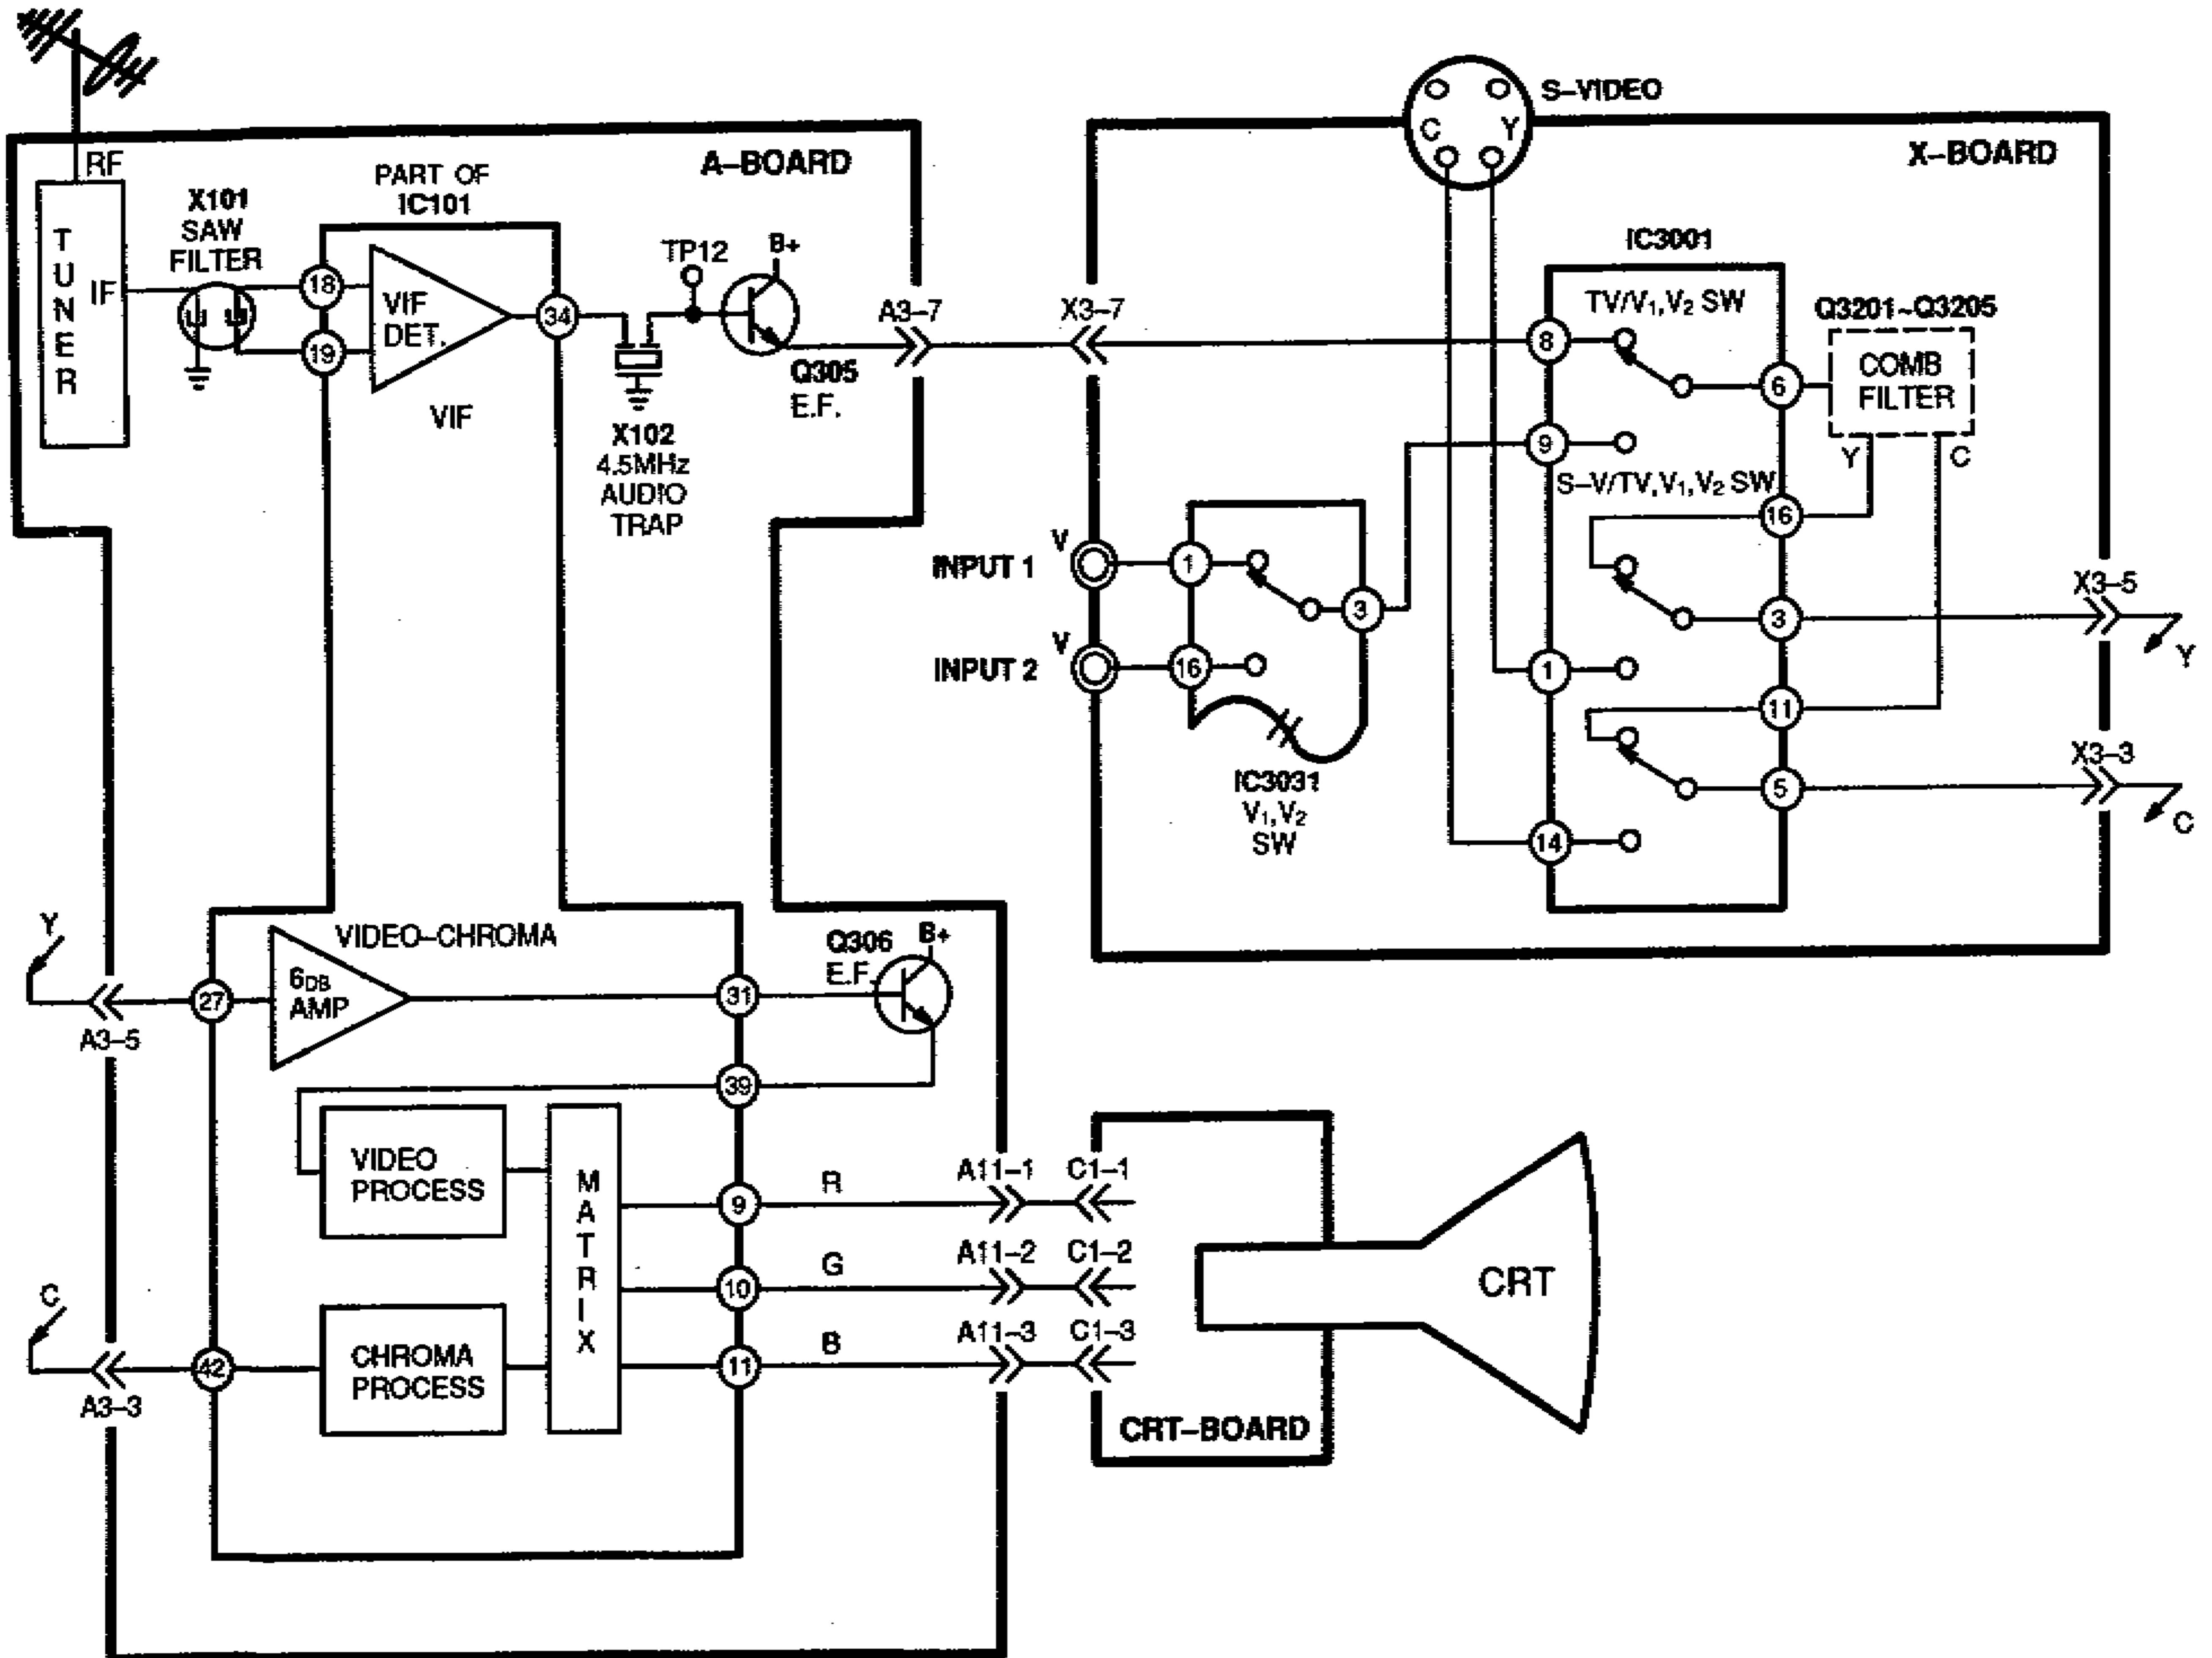 RF
TUNER
IF
X101
SAW
FILTER
PART OF
IC101
18
19
VIF
DET.
34
VIF
TP12
B+
Q305
E.F.
X102
4.5MHz
AUDIO
TRAP
A-BOARD
A3-7
X3-7
S-VIDEO
C
Y
X-BOARD
IC3001
TV/V1, V2 SW
8
9
6
Q3201~Q3205
COMB
FILTER
Y
C
S-V/TV, V1, V2 SW
16
3
1
11
5
14
INPUT 1
V
1
3
INPUT 2
V
16
IC3031
V1, V2
SW
X3-5
Y
X3-3
C
Y
A3-5
27
VIDEO-CHROMA
6DB
AMP
31
Q306
E.F.
B+
39
VIDEO
PROCESS
MATRIX
9
R
A11-1
C1-1
10
G
A11-2
C1-2
11
B
A11-3
C1-3
C
A3-3
42
CHROMA
PROCESS
CRT
CRT-BOARD